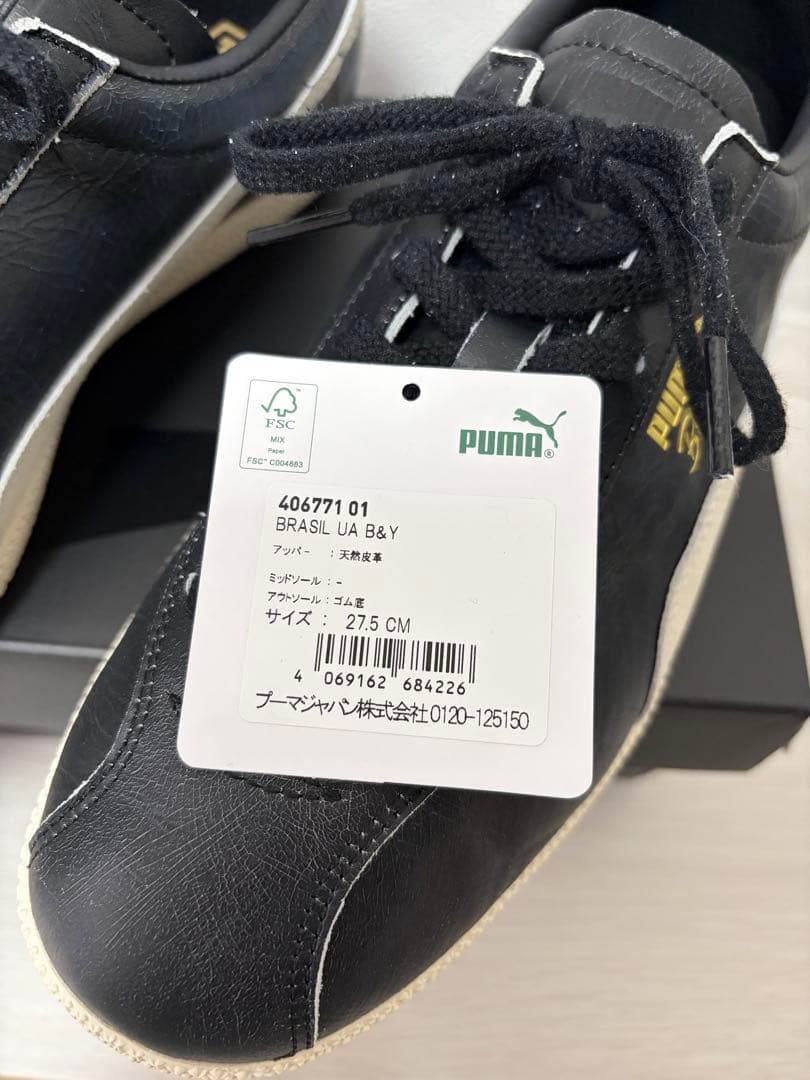 FSC™
MIX
Paper
FSC™ C004683
PUMA®
406771 01
BRASIL UA B&Y
アッパー : 天然皮革
ミッドソール : -
アウトソール : ゴム底
サイズ : 27.5 CM
4 069162 684226
プーマジャパン株式会社0120-125150
PUMA